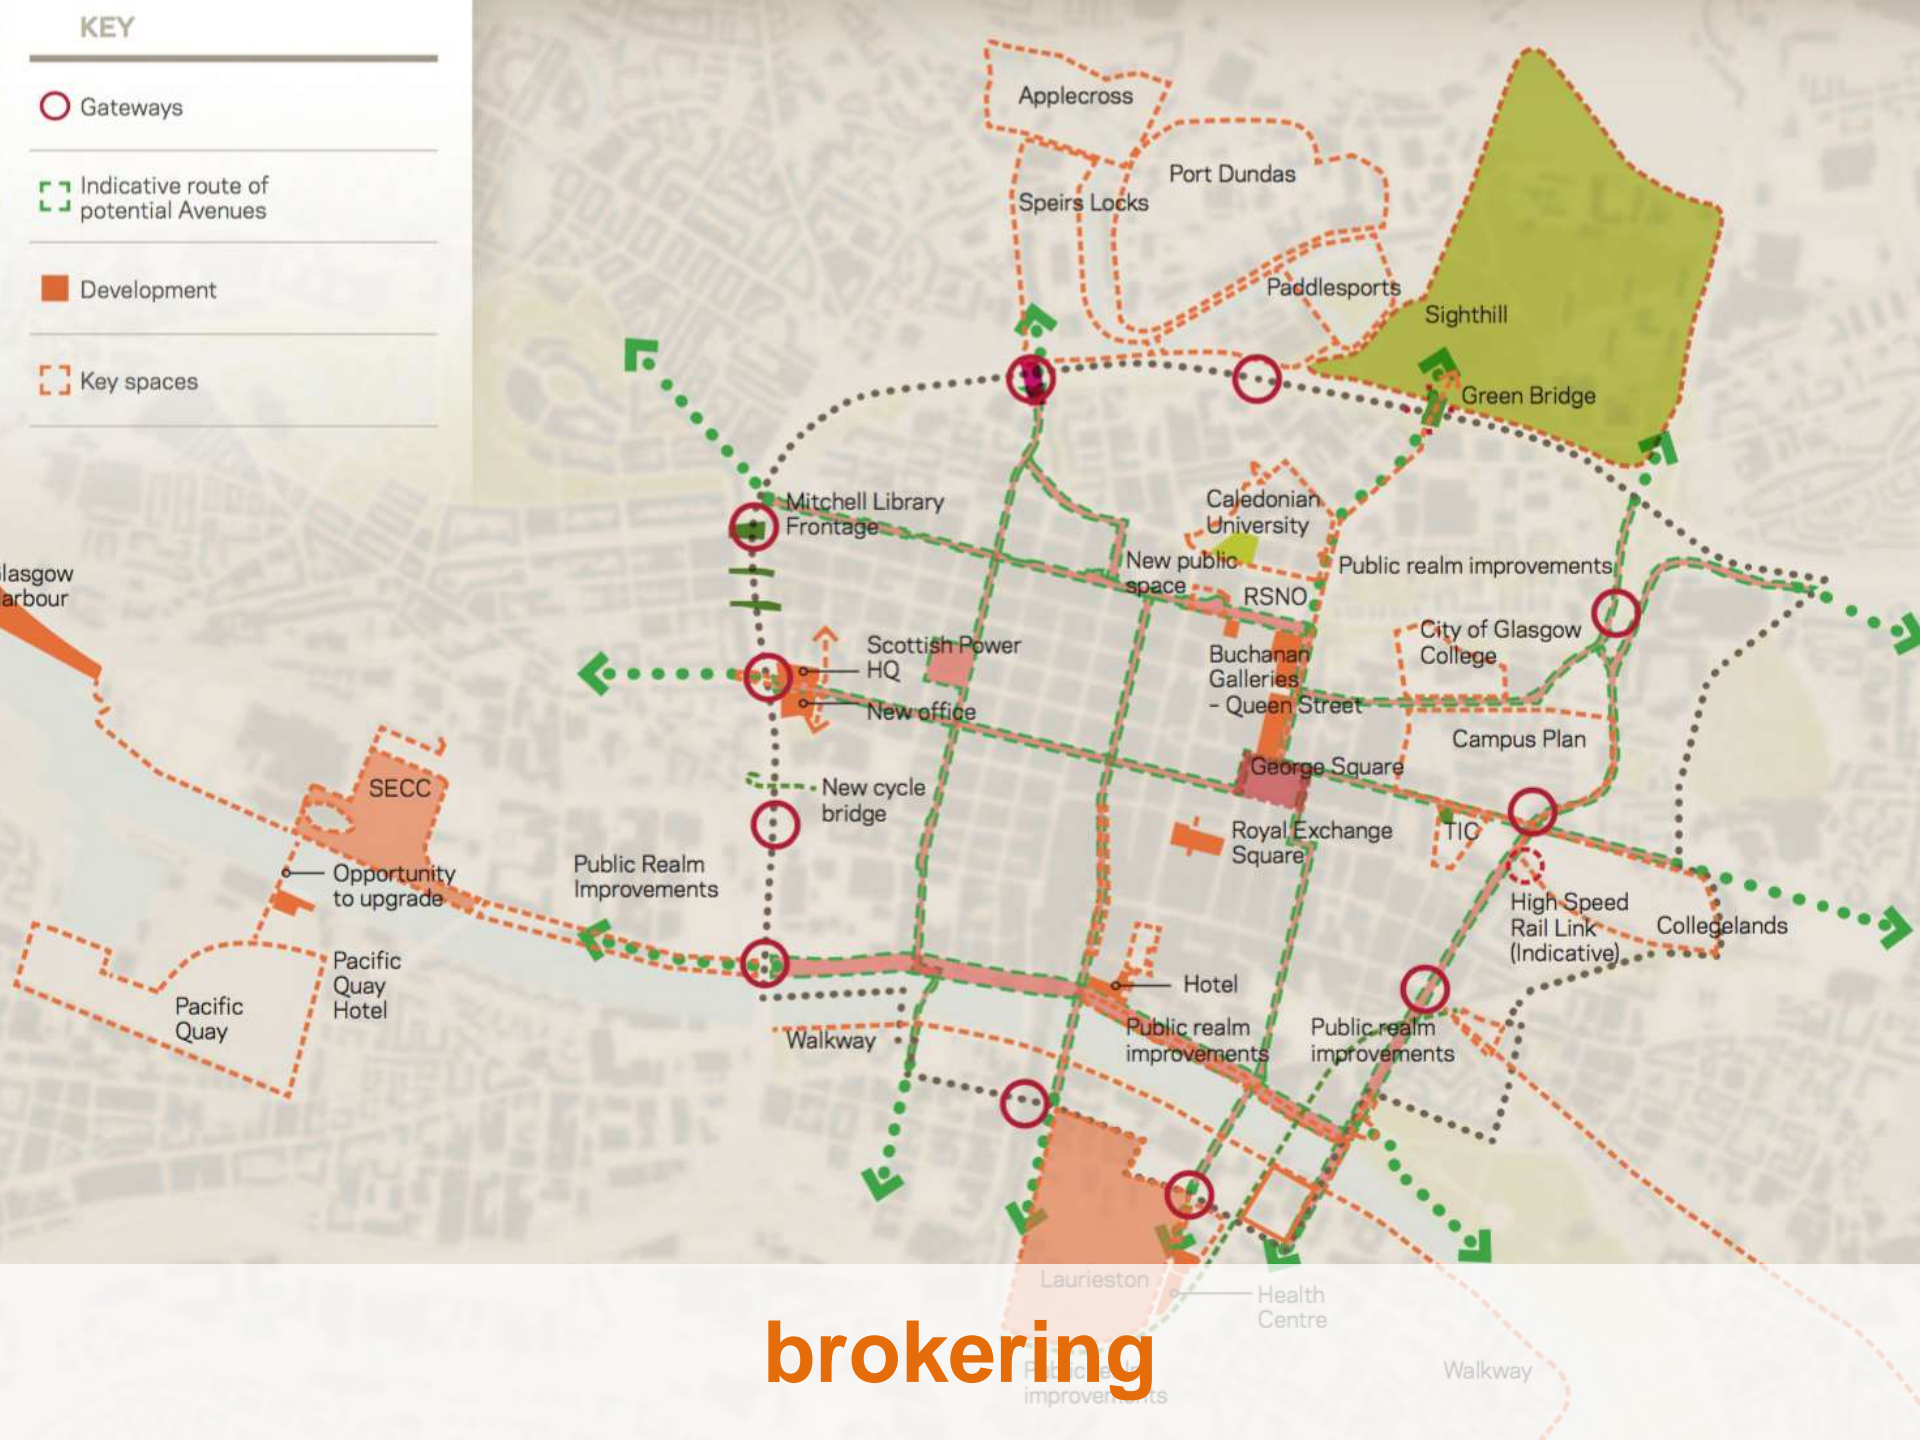 KEY
Gateways
Indicative route of
potential Avenues
Development
Key spaces
Applecross
Port Dundas
Speirs Locks
Paddlesports
Sighthill
Green Bridge
Mitchell Library
Frontage
Caledonian
University
New public
space
RSNO
Public realm improvements
lasgow
arbour
City of Glasgow
College
Scottish Power
HQ
New office
Buchanan
Galleries
- Queen Street
Campus Plan
George Square
SECC
New cycle
bridge
Royal Exchange
Square
TIC
Public Realm
Improvements
Opportunity
to upgrade
High Speed
Rail Link
(Indicative)
Collegelands
Pacific
Quay
Hotel
Pacific
Quay
Hotel
Walkway
Public realm
improvements
Public realm
improvements
Laurieston
Health
Centre
brokering
Public realm
improvements
Walkway